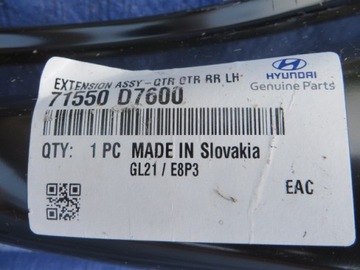 EXTENSION ASSY-QTR OTR RR LH
71550 D7600
HYUNDAI
Genuine Parts
QTY: 1 PC MADE IN Slovakia
GL21 / E8P3
EAC